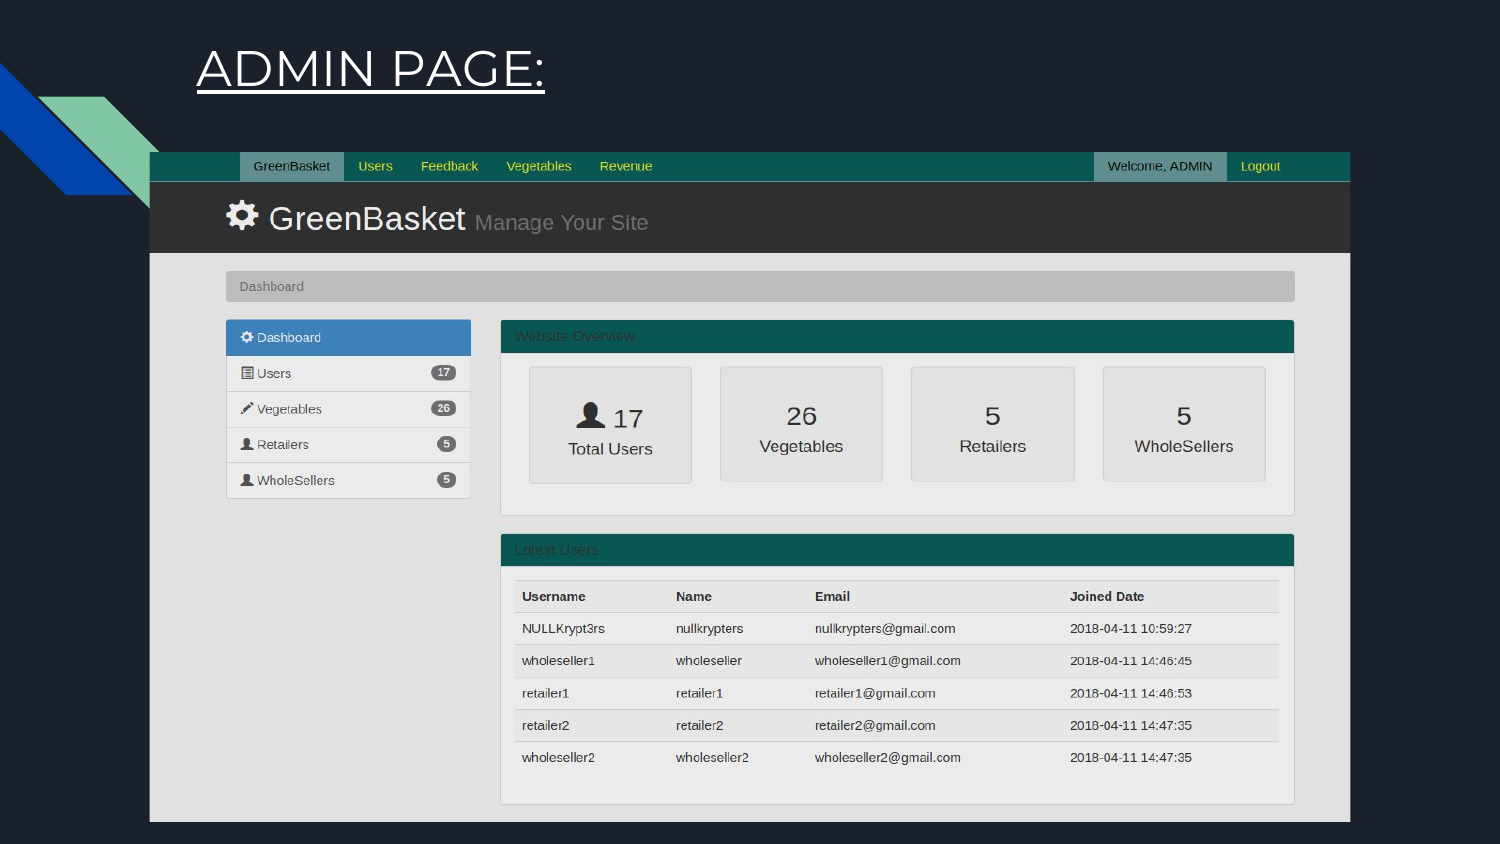 ADMIN PAGE:
GreenBasket Users Feedback Vegetables Revenue Welcome, ADMIN Logout
GreenBasket Manage Your Site
Dashboard
Dashboard
Users 17
Vegetables 26
Retailers 5
WholeSellers 5
Website Overview
17
Total Users
26
Vegetables
5
Retailers
5
WholeSellers
Latest Users
Username Name Email Joined Date
NULLKrypt3rs nullkrypters nullkrypters@gmail.com 2018-04-11 10:59:27
wholeseller1 wholeseller wholeseller1@gmail.com 2018-04-11 14:46:45
retailer1 retailer1 retailer1@gmail.com 2018-04-11 14:46:53
retailer2 retailer2 retailer2@gmail.com 2018-04-11 14:47:35
wholeseller2 wholeseller2 wholeseller2@gmail.com 2018-04-11 14:47:35